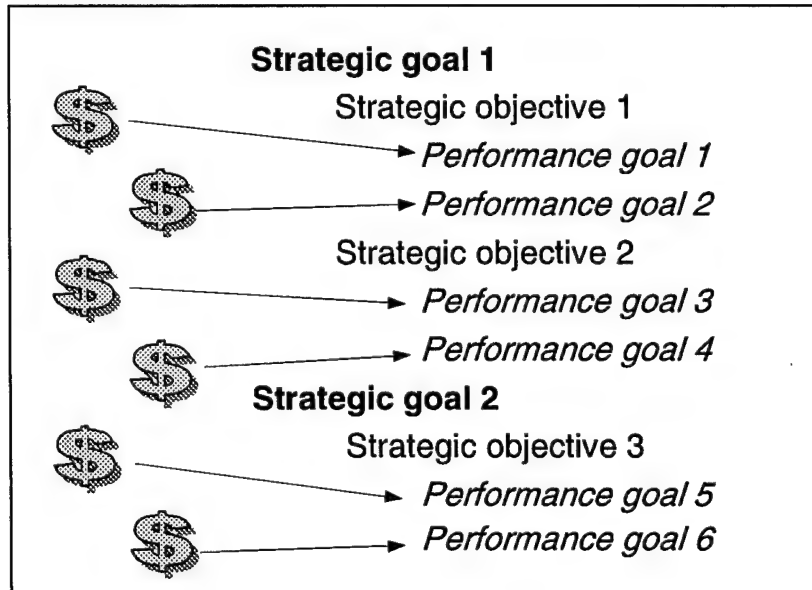 Strategic goal 1
Strategic objective 1
Performance goal 1
$
Performance goal 2
$
Strategic objective 2
Performance goal 3
$
Performance goal 4
$
Strategic goal 2
Strategic objective 3
Performance goal 5
$
Performance goal 6
$